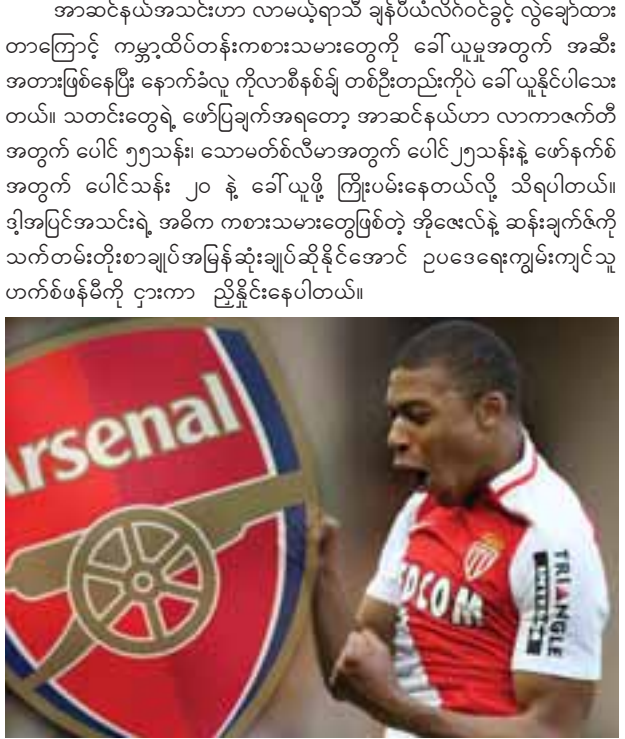 အာဆင်နယ်အသင်းဟာ လာမယ့်ရာသီ ချန်ပီယံလိဂ်ဝင်ခွင့် လွဲချော်ထား
တာကြောင့် ကမ္ဘာ့ထိပ်တန်းကစားသမားတွေကို ခေါ်ယူမှုအတွက် အဆီး
အတားဖြစ်နေပြီး နောက်ခံလူ ကိုလာစီနစ်ချ် တစ်ဦးတည်းကိုပဲ ခေါ်ယူနိုင်ပါသေး
တယ်။ သတင်းတွေရဲ့ ဖော်ပြချက်အရတော့ အာဆင်နယ်ဟာ လာကာဇက်တီ
အတွက် ပေါင် ၅၅သန်း၊ သောမတ်စ်လီမာအတွက် ပေါင်၂၅သန်းနဲ့ ဖော်နက်စ်
အတွက် ပေါင်သန်း ၂၀ နဲ့ ခေါ်ယူဖို့ ကြိုးပမ်းနေတယ်လို့ သိရပါတယ်။
ဒါ့အပြင်အသင်းရဲ့ အဓိက ကစားသမားတွေဖြစ်တဲ့ အိုဇေးလ်နဲ့ ဆန်းချက်ဇ်ကို
သက်တမ်းတိုးစာချုပ်အမြန်ဆုံးချုပ်ဆိုနိုင်အောင် ဥပဒေရေးကျွမ်းကျင်သူ
ဟက်စ်ဖန်မီကို ငှားကာ ညှိနှိုင်းနေပါတယ်။
Arsenal
TRIANGLE